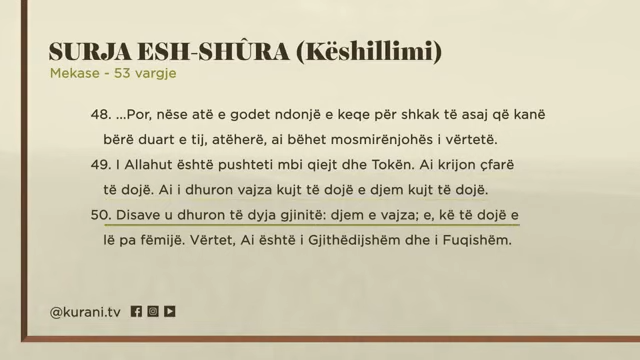 SURJA ESH-SHÛRA (Këshillimi)
Mekase - 53 vargje
48. ...Por, nëse atë e godet ndonjë e keqe për shkak të asaj që kanë
bërë duart e tij, atëherë, ai bëhet mosmirënjohës i vërtetë.
49. I Allahut është pushteti mbi qiejt dhe Tokën. Ai krijon çfarë
të dojë. Ai i dhuron vajza kujt të dojë e djem kujt të dojë.
50. Disave u dhuron të dyja gjinitë: djem e vajza; e, kë të dojë e
lë pa fëmijë. Vërtet, Ai është i Gjithëdijshëm dhe i Fuqishëm.
@kurani.tv